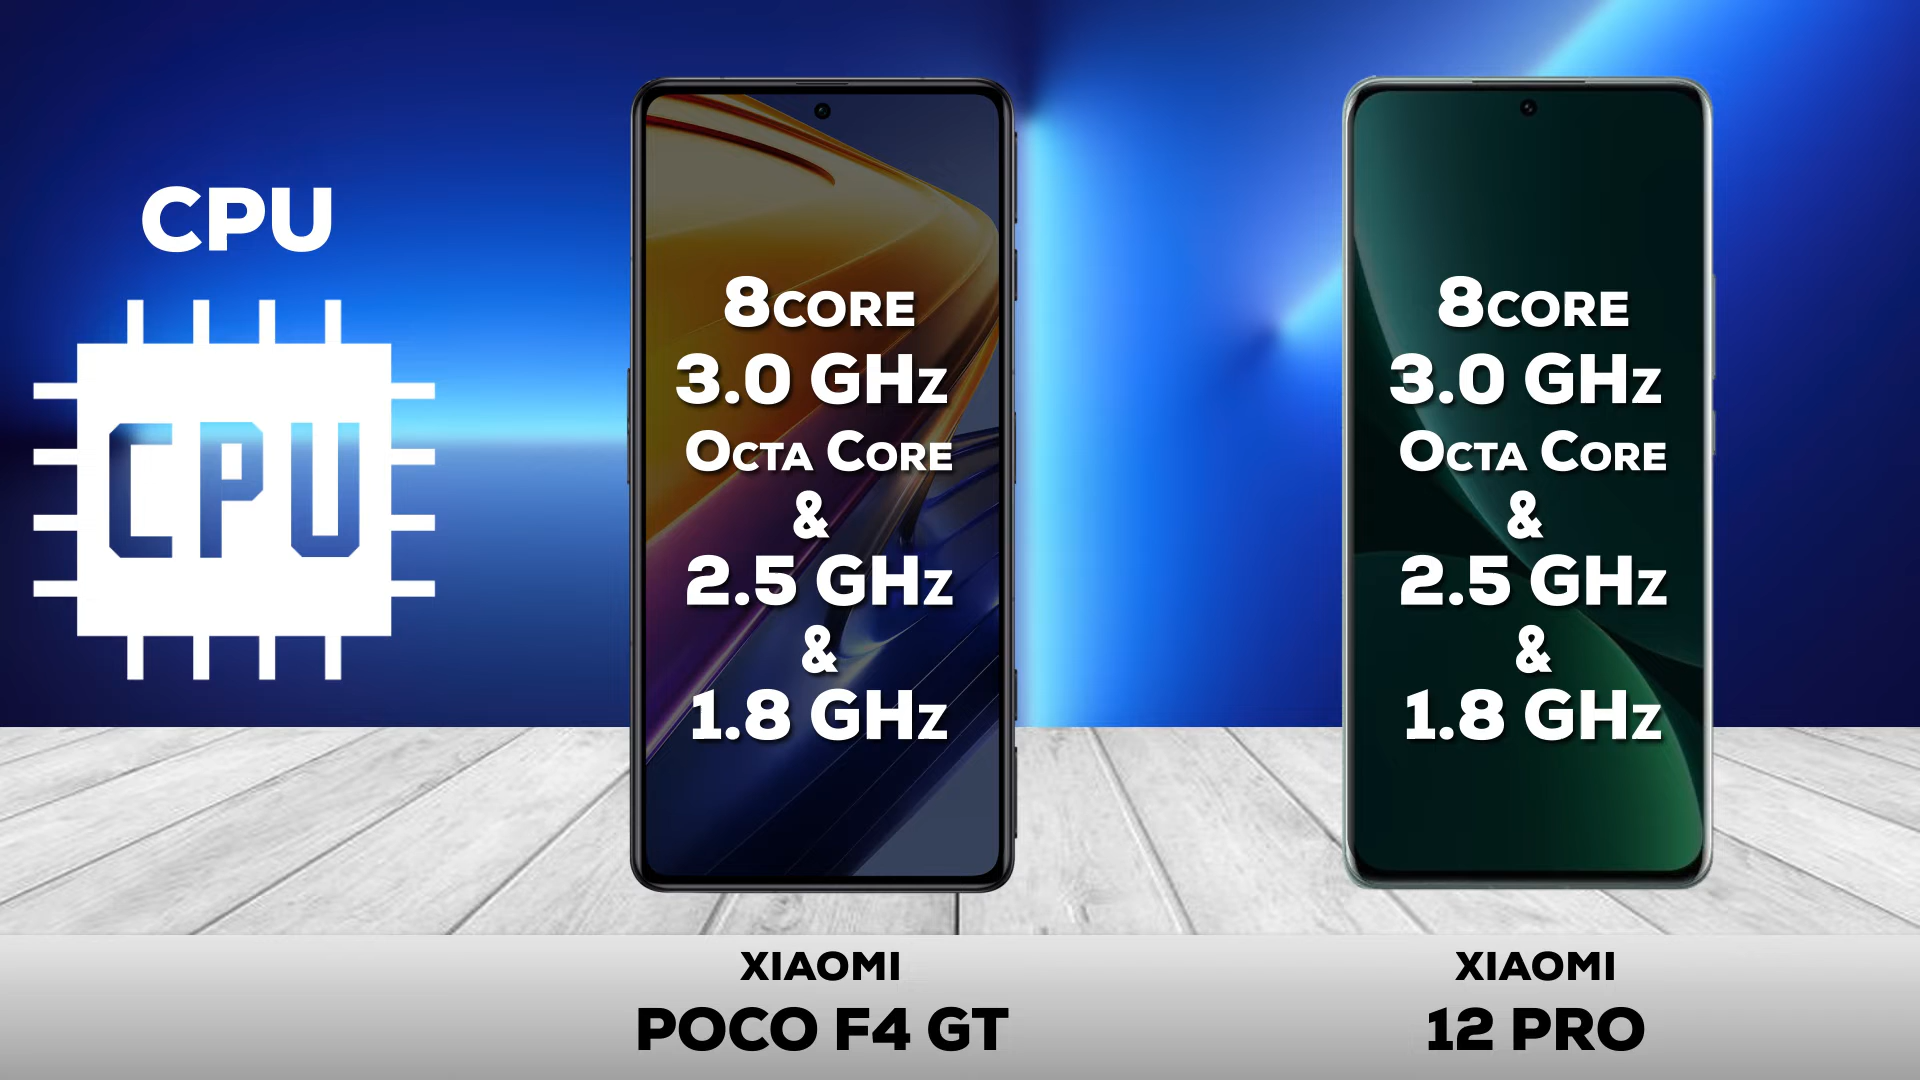 CPU
CPU
8CORE
3.0 GHz
OCTA CORE
&
2.5 GHz
&
1.8 GHz
8CORE
3.0 GHz
OCTA CORE
&
2.5 GHz
&
1.8 GHz
XIAOMI
POCO F4 GT
XIAOMI
12 PRO